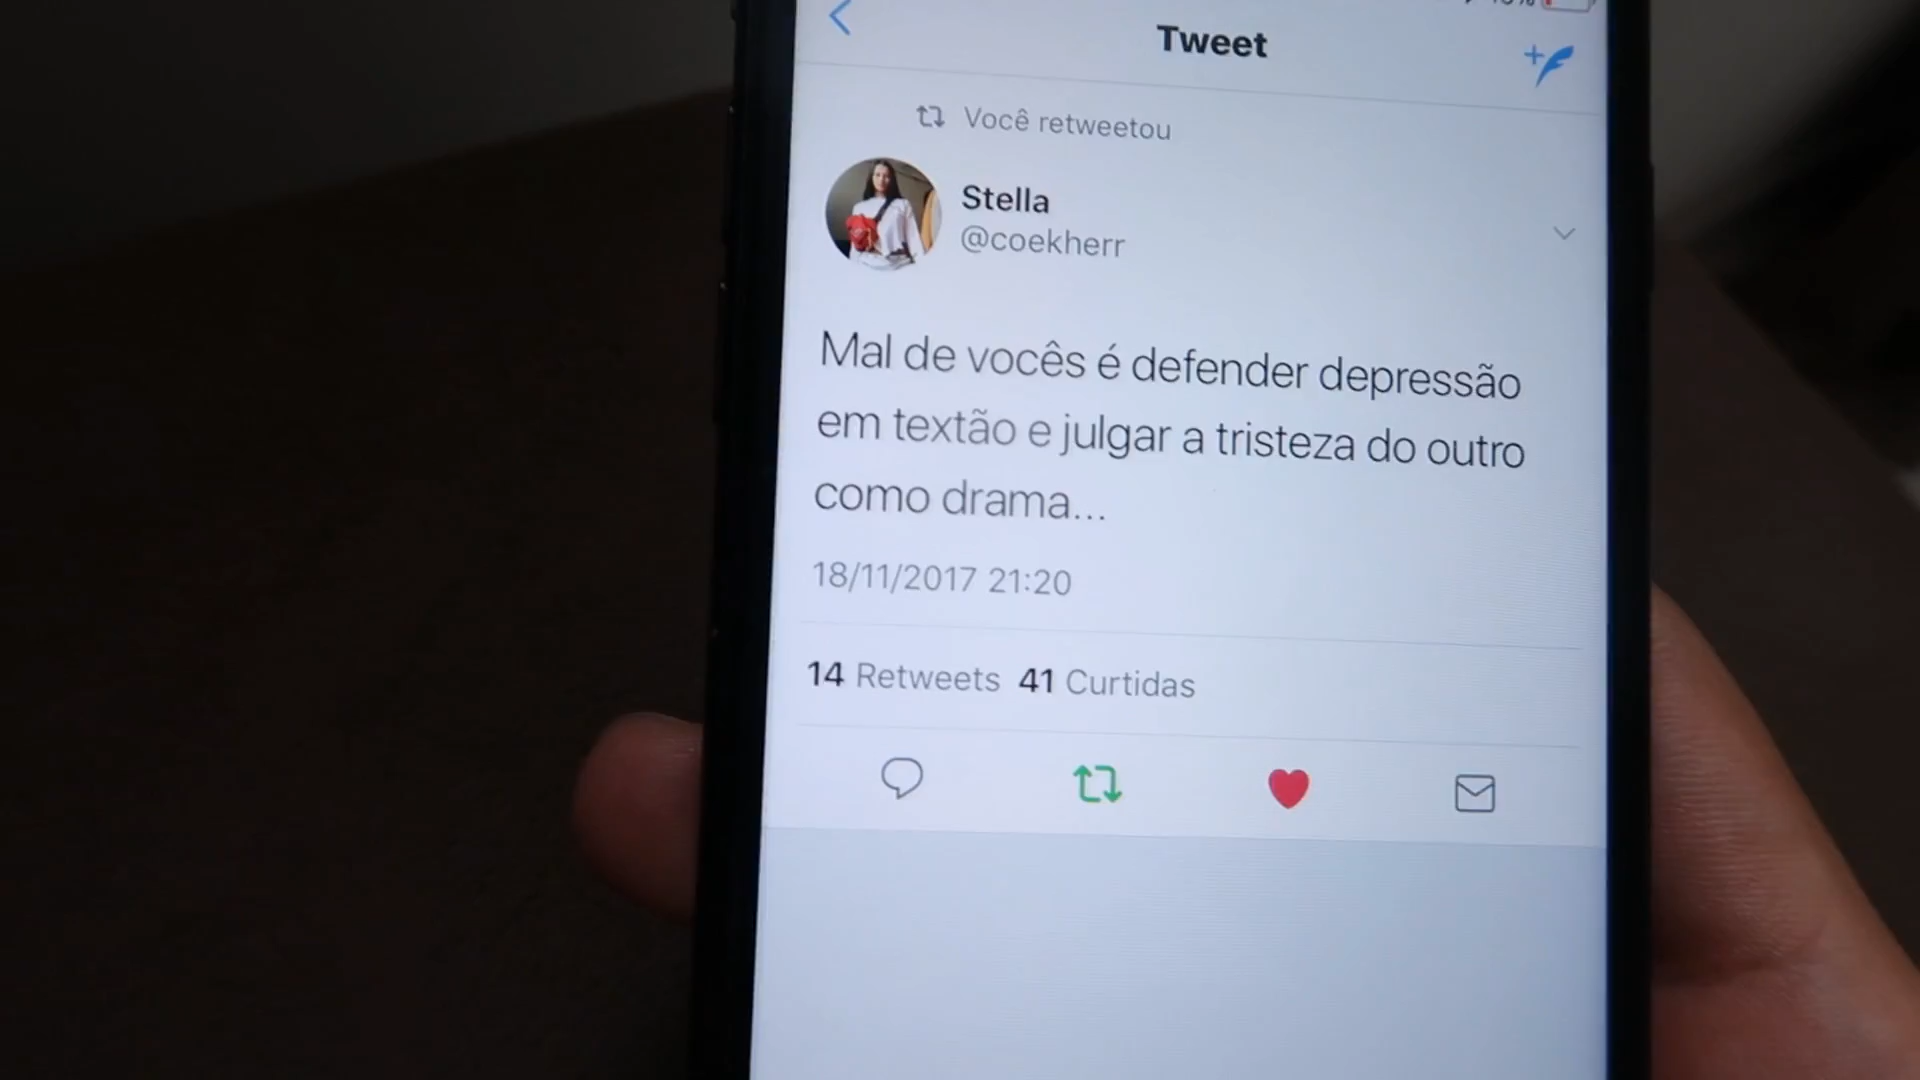 Tweet
Você retweetou
Stella
@coekherr
Mal de vocês é defender depressão
em textão e julgar a tristeza do outro
como drama...
18/11/2017 21:20
14 Retweets 41 Curtidas